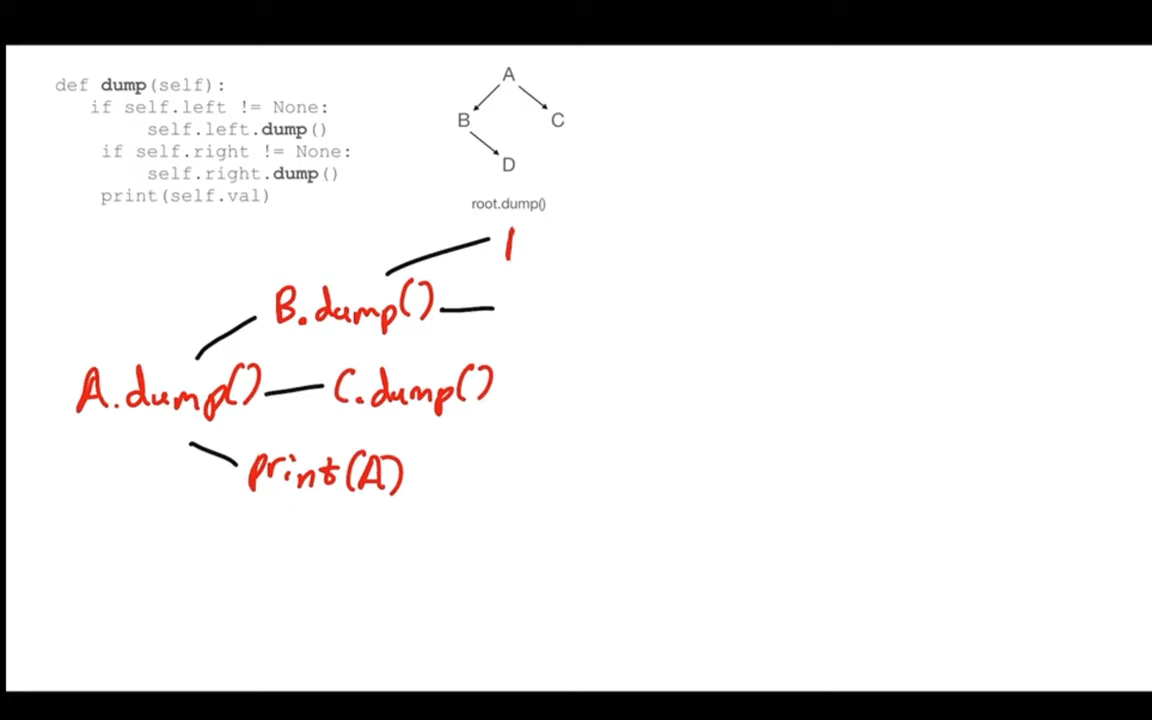 def dump(self):
if self.left != None:
self.left.dump()
if self.right != None:
self.right.dump()
print(self.val)
A
B
C
D
root.dump()
B.dump()
A.dump()
C.dump()
print(A)